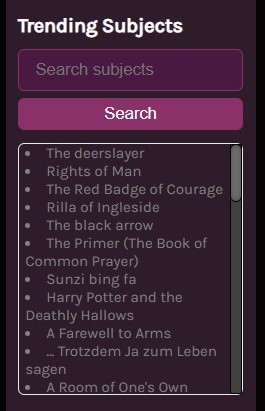 Trending Subjects
Search subjects
Search
The deerslayer
Rights of Man
The Red Badge of Courage
Rilla of Ingleside
The black arrow
The Primer (The Book of
Common Prayer)
Sunzi bing fa
Harry Potter and the
Deathly Hallows
A Farewell to Arms
... Trotzdem Ja zum Leben
sagen
A Room of One's Own